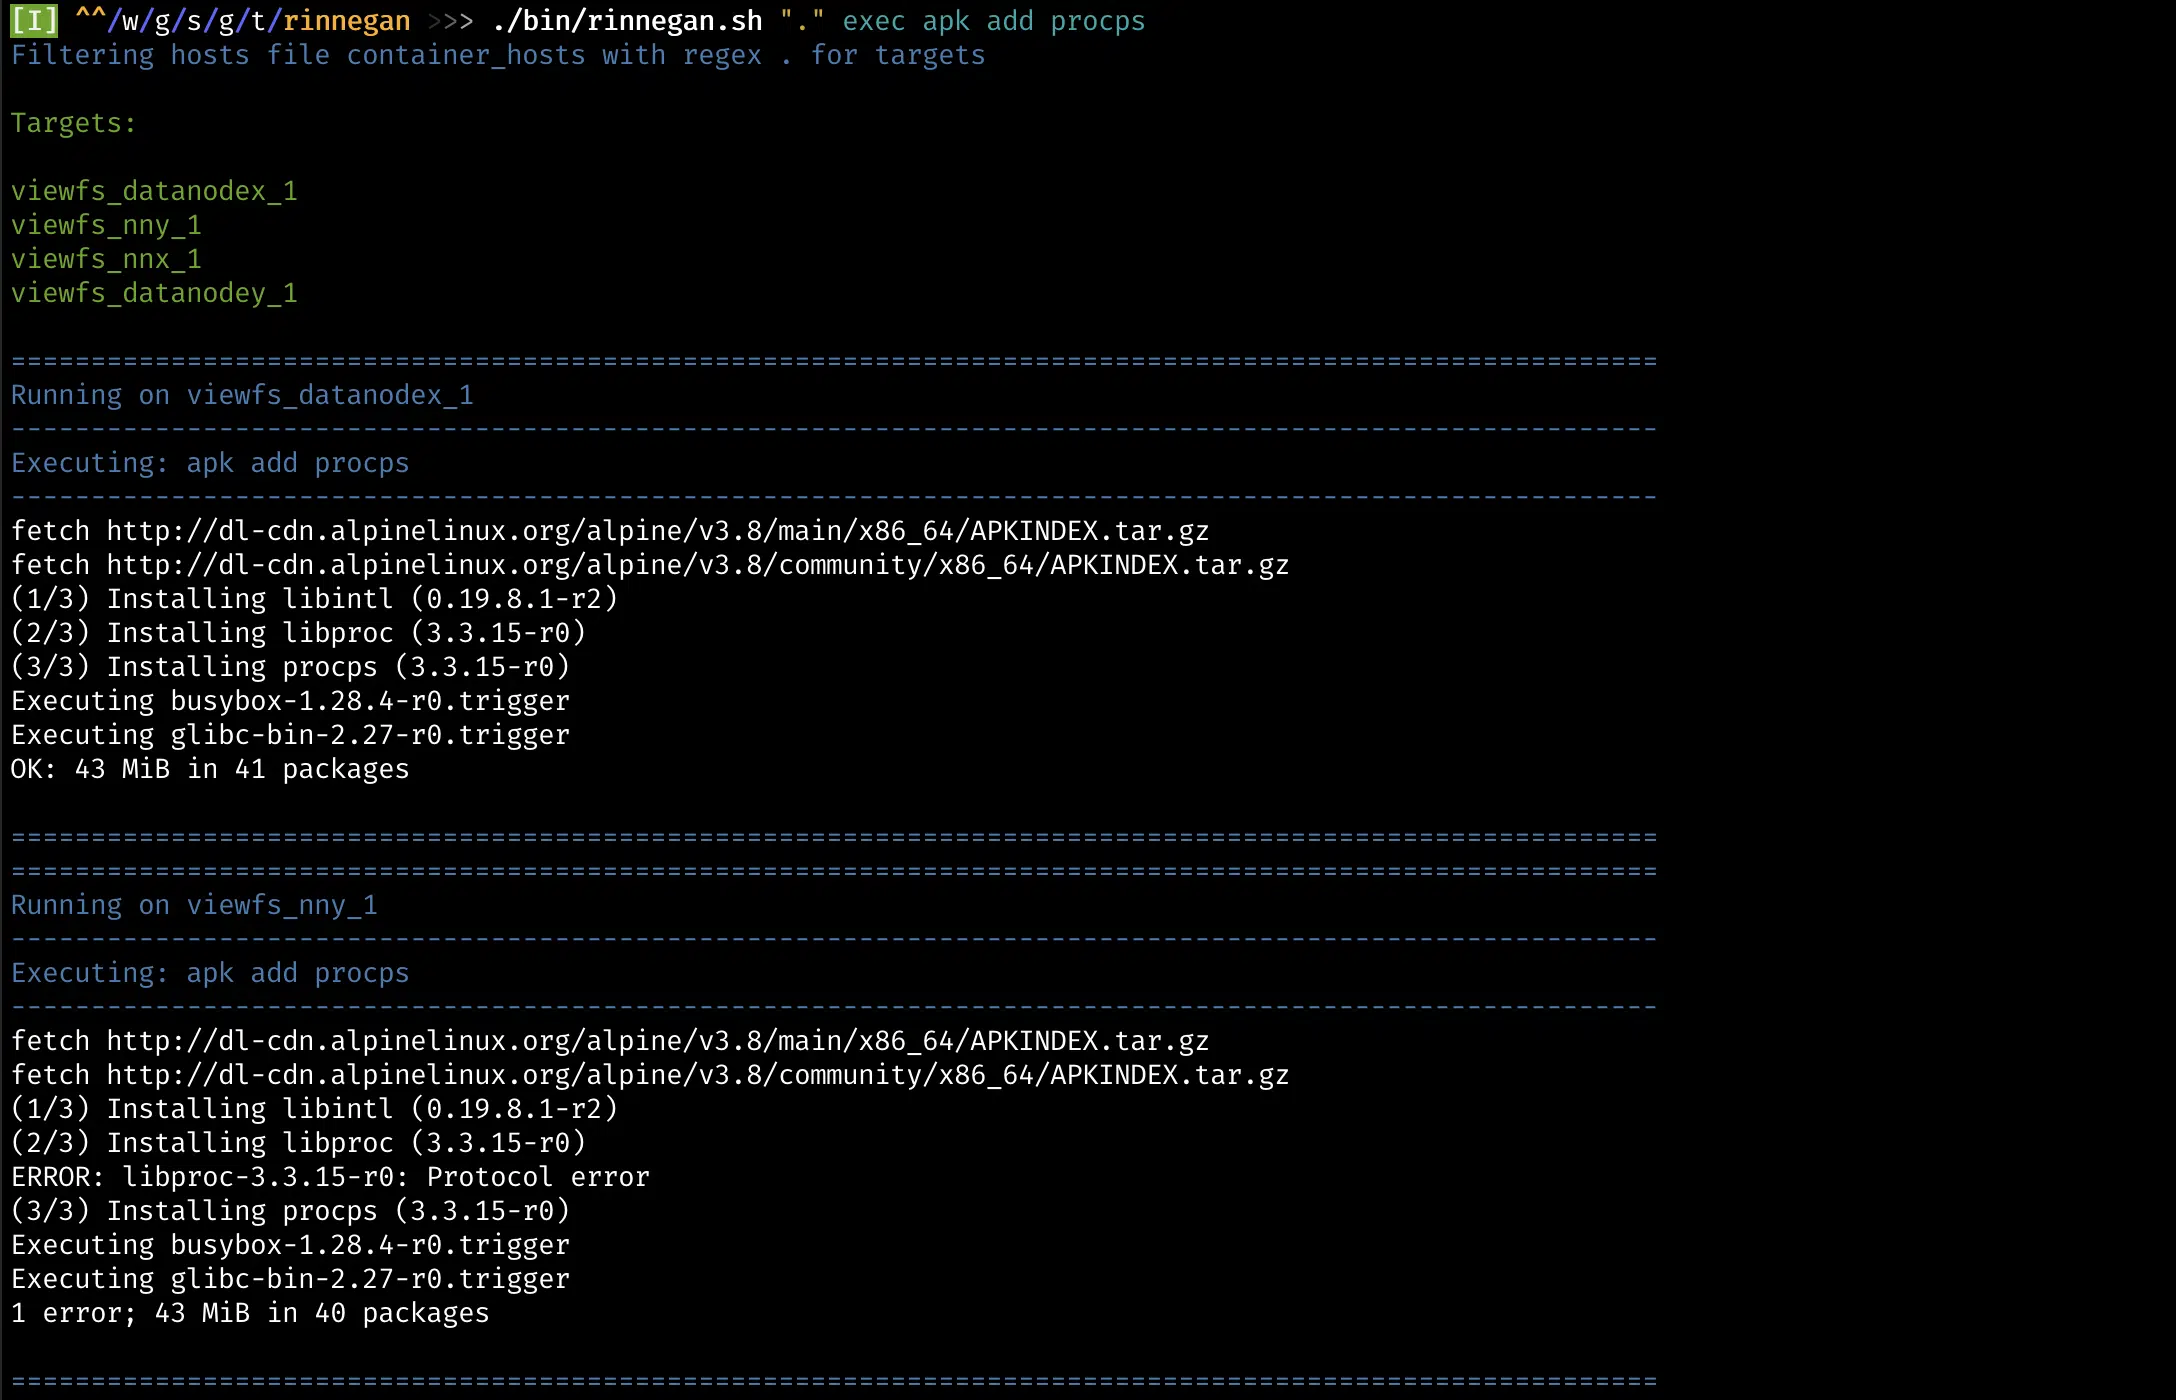 [I] ^^/w/g/s/g/t/rinnegan >>> ./bin/rinnegan.sh "." exec apk add procps
Filtering hosts file container_hosts with regex . for targets
Targets:
viewfs_datanodex_1
viewfs_nny_1
viewfs_nnx_1
viewfs_datanodey_1
=======================================================================================================
Running on viewfs_datanodex_1
-------------------------------------------------------------------------------------------------------
Executing: apk add procps
-------------------------------------------------------------------------------------------------------
fetch http://dl-cdn.alpinelinux.org/alpine/v3.8/main/x86_64/APKINDEX.tar.gz
fetch http://dl-cdn.alpinelinux.org/alpine/v3.8/community/x86_64/APKINDEX.tar.gz
(1/3) Installing libintl (0.19.8.1-r2)
(2/3) Installing libproc (3.3.15-r0)
(3/3) Installing procps (3.3.15-r0)
Executing busybox-1.28.4-r0.trigger
Executing glibc-bin-2.27-r0.trigger
OK: 43 MiB in 41 packages
=======================================================================================================
=======================================================================================================
Running on viewfs_nny_1
-------------------------------------------------------------------------------------------------------
Executing: apk add procps
-------------------------------------------------------------------------------------------------------
fetch http://dl-cdn.alpinelinux.org/alpine/v3.8/main/x86_64/APKINDEX.tar.gz
fetch http://dl-cdn.alpinelinux.org/alpine/v3.8/community/x86_64/APKINDEX.tar.gz
(1/3) Installing libintl (0.19.8.1-r2)
(2/3) Installing libproc (3.3.15-r0)
ERROR: libproc-3.3.15-r0: Protocol error
(3/3) Installing procps (3.3.15-r0)
Executing busybox-1.28.4-r0.trigger
Executing glibc-bin-2.27-r0.trigger
1 error; 43 MiB in 40 packages
=======================================================================================================